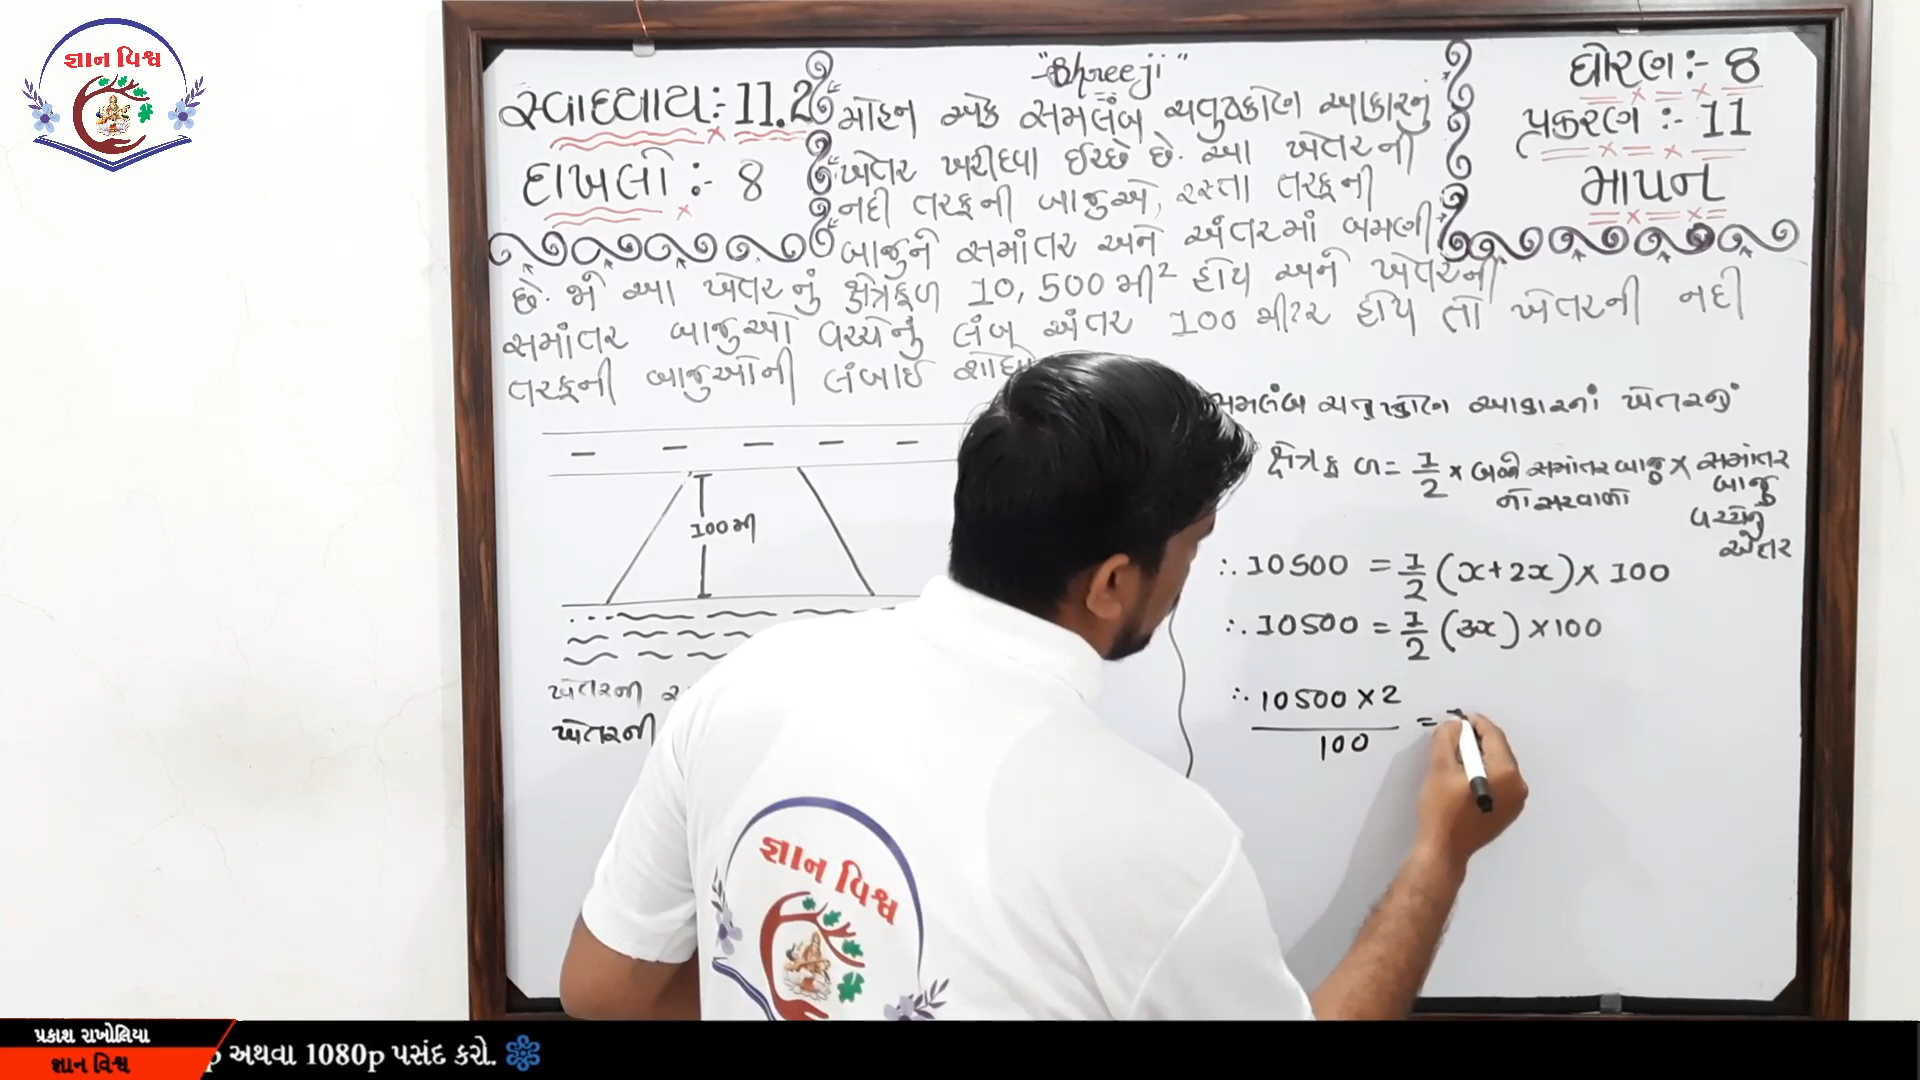 જ્ઞાન વિશ્વ
"Shreeji"
સ્વાધ્યાય:- 11.2
દાખલો:- 8
મોહન એક સમલંબ ચતુષ્કોણ આકારનું
ખેતર ખરીદવા ઈચ્છે છે. આ ખેતરની
નદી તરફની બાજુએ, રસ્તા તરફની
બાજુને સમાંતર અને અંતરમાં બમણી
છે. જો આ ખેતરનું ક્ષેત્રફળ 10,500 મી² હોય અને ખેતરની
સમાંતર બાજુઓ વચ્ચેનું લંબ અંતર 100 મીટર હોય તો ખેતરની નદી
તરફની બાજુઓની લંબાઈ શોધો
ધોરણ:- 8
પ્રકરણ:- 11
માપન
100 મી
ખેતરની
ખેતરની
સમલંબ ચતુષ્કોણ આકારનાં ખેતરનું
ક્ષેત્રફળ = 1/2 × બન્ને સમાંતર બાજુ × સમાંતર
નો સરવાળો બાજુ
વચ્ચેનું
અંતર
∴ 10500 = 1/2 (x + 2x) × 100
∴ 10500 = 1/2 (3x) × 100
∴ 10500 × 2
100 =
જ્ઞાન વિશ્વ
પ્રકાશ રાખોલિયા
જ્ઞાન વિશ્વ
અથવા 1080p પસંદ કરો.